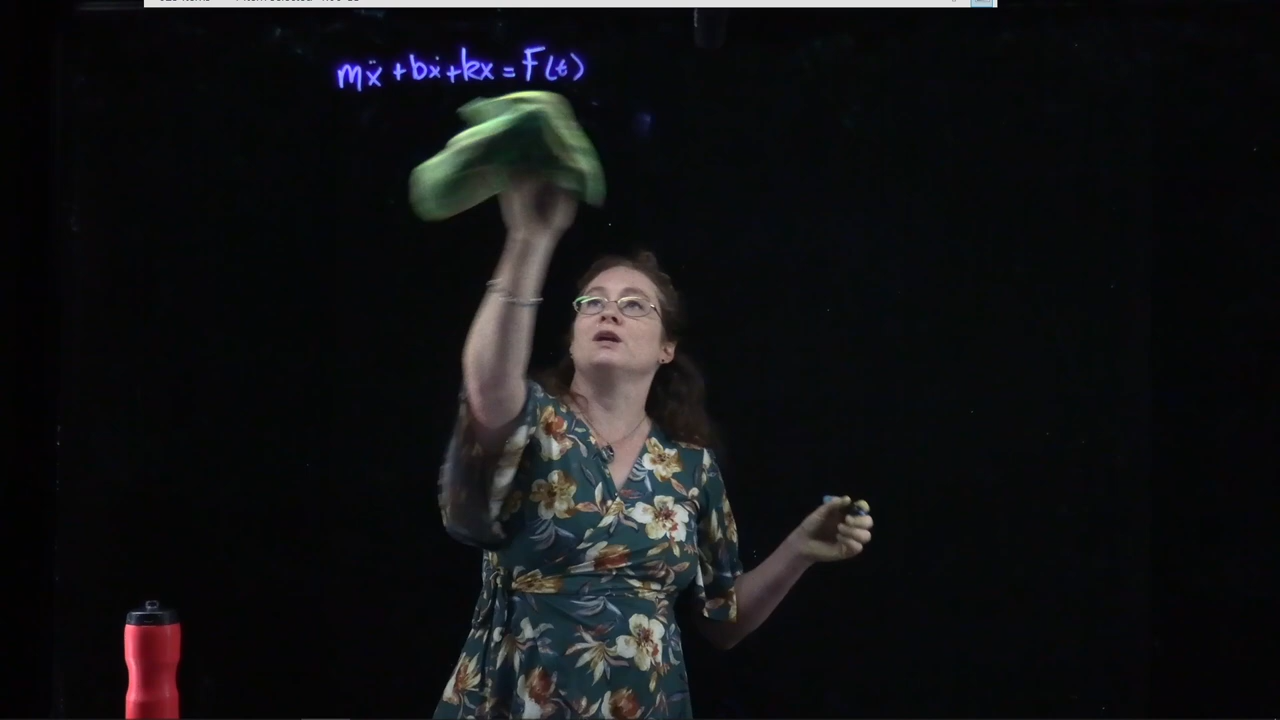 mẍ + bẋ + kx = F(t)